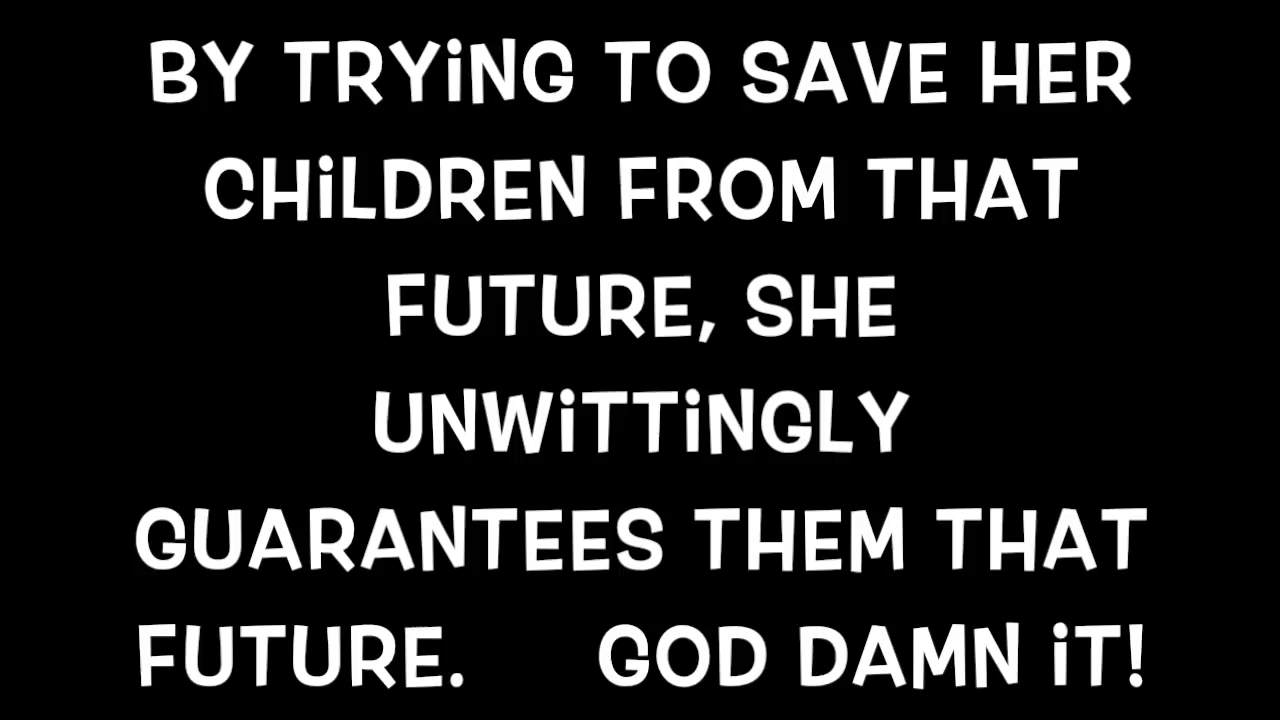 BY TRYiNG TO SAVE HER
CHiLDREN FROM THAT
FUTURE, SHE
UNWiTTiNGLY
GUARANTEES THEM THAT
FUTURE. GOD DAMN iT!